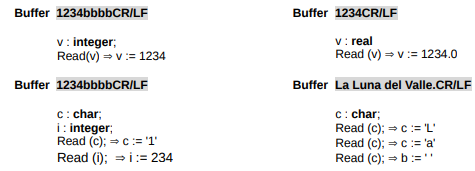 Buffer 1234bbbbCR/LF
v : integer;
Read(v) ⇒ v := 1234
Buffer 1234CR/LF
v : real
Read (v) ⇒ v := 1234.0
Buffer 1234bbbbCR/LF
c : char;
i : integer;
Read (c); ⇒ c := '1'
Read (i); ⇒ i := 234
Buffer La Luna del Valle.CR/LF
c : char;
Read (c); ⇒ c := 'L'
Read (c); ⇒ c := 'a'
Read (c); ⇒ b := ' '